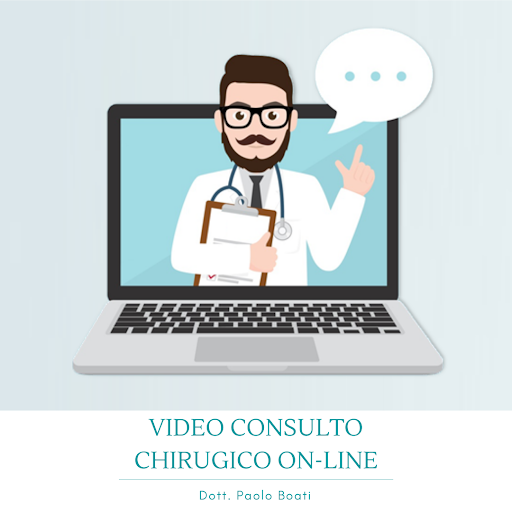 VIDEO CONSULTO
CHIRUGICO ON-LINE
Dott. Paolo Boati